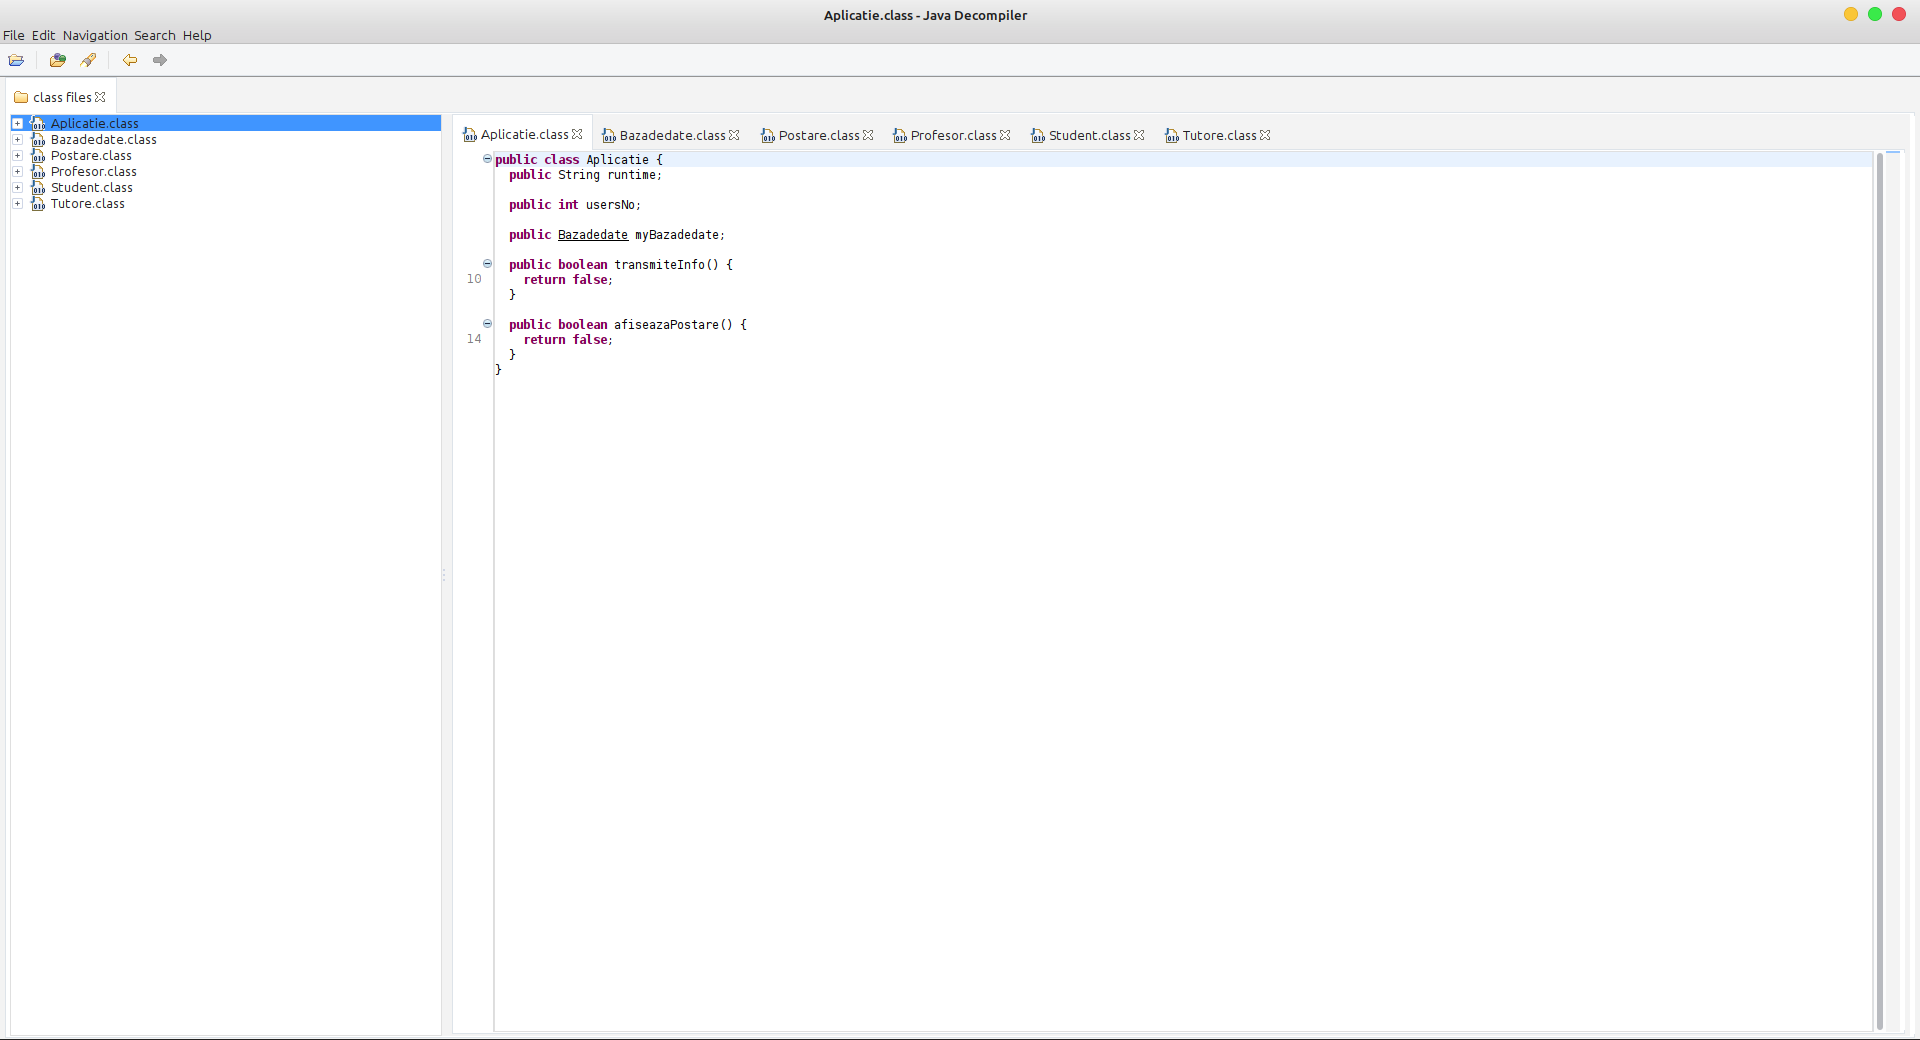 Aplicatie.class - Java Decompiler
File Edit Navigation Search Help
class files
Aplicatie.class
Bazadedate.class
Postare.class
Profesor.class
Student.class
Tutore.class
Aplicatie.class Bazadedate.class Postare.class Profesor.class Student.class Tutore.class
public class Aplicatie {
public String runtime;
public int usersNo;
public Bazadedate myBazadedate;
public boolean transmiteInfo() {
10 return false;
}
public boolean afiseazaPostare() {
14 return false;
}
}